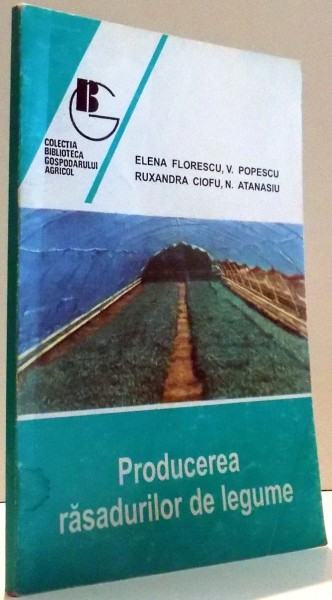 BG
COLECTIA
BIBLIOTECA
GOSPODARULUI
AGRICOL
ELENA FLORESCU, V. POPESCU
RUXANDRA CIOFU, N. ATANASIU
Producerea
răsadurilor de legume